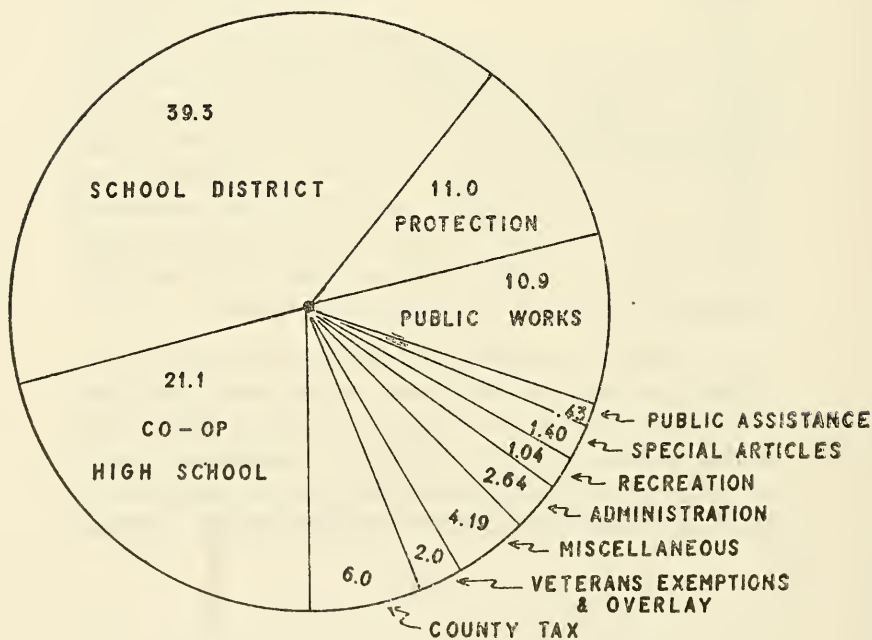 39.3
SCHOOL DISTRICT
11.0
PROTECTION
10.9
PUBLIC WORKS
.43
PUBLIC ASSISTANCE
1.40
SPECIAL ARTICLES
1.04
RECREATION
2.64
ADMINISTRATION
4.19
MISCELLANEOUS
2.0
VETERANS EXEMPTIONS
& OVERLAY
6.0
COUNTY TAX
21.1
CO-OP
HIGH SCHOOL